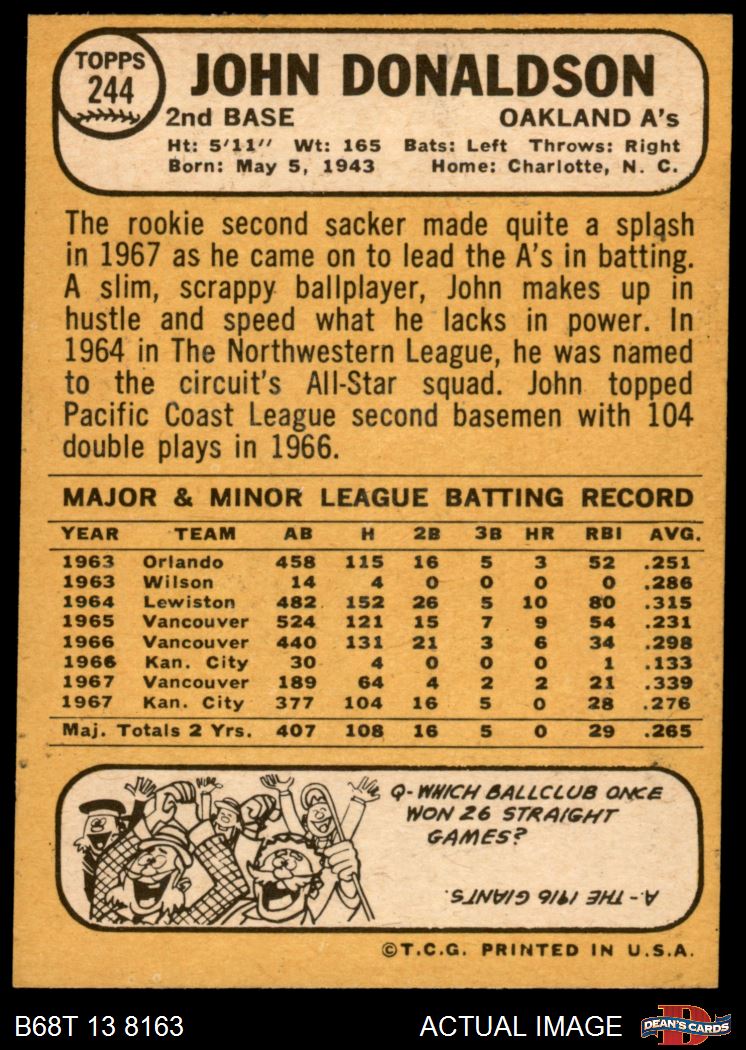 TOPPS
244
JOHN DONALDSON
2nd BASE OAKLAND A's
Ht: 5'11" Wt: 165 Bats: Left Throws: Right
Born: May 5, 1943 Home: Charlotte, N. C.
The rookie second sacker made quite a splash
in 1967 as he came on to lead the A's in batting.
A slim, scrappy ballplayer, John makes up in
hustle and speed what he lacks in power. In
1964 in The Northwestern League, he was named
to the circuit's All-Star squad. John topped
Pacific Coast League second basemen with 104
double plays in 1966.
MAJOR & MINOR LEAGUE BATTING RECORD
YEAR TEAM AB H 2B 3B HR RBI AVG.
1963 Orlando 458 115 16 5 3 52 .251
1963 Wilson 14 4 0 0 0 0 .286
1964 Lewiston 482 152 26 5 10 80 .315
1965 Vancouver 524 121 15 7 9 54 .231
1966 Vancouver 440 131 21 3 6 34 .298
1966 Kan. City 30 4 0 0 0 1 .133
1967 Vancouver 189 64 4 2 2 21 .339
1967 Kan. City 377 104 16 5 0 28 .276
Maj. Totals 2 Yrs. 407 108 16 5 0 29 .265
Q-WHICH BALLCLUB ONCE
WON 26 STRAIGHT
GAMES?
A-THE 1916 GIANTS.
©T.C.G. PRINTED IN U.S.A.
B68T 13 8163 ACTUAL IMAGE DEAN'S CARDS